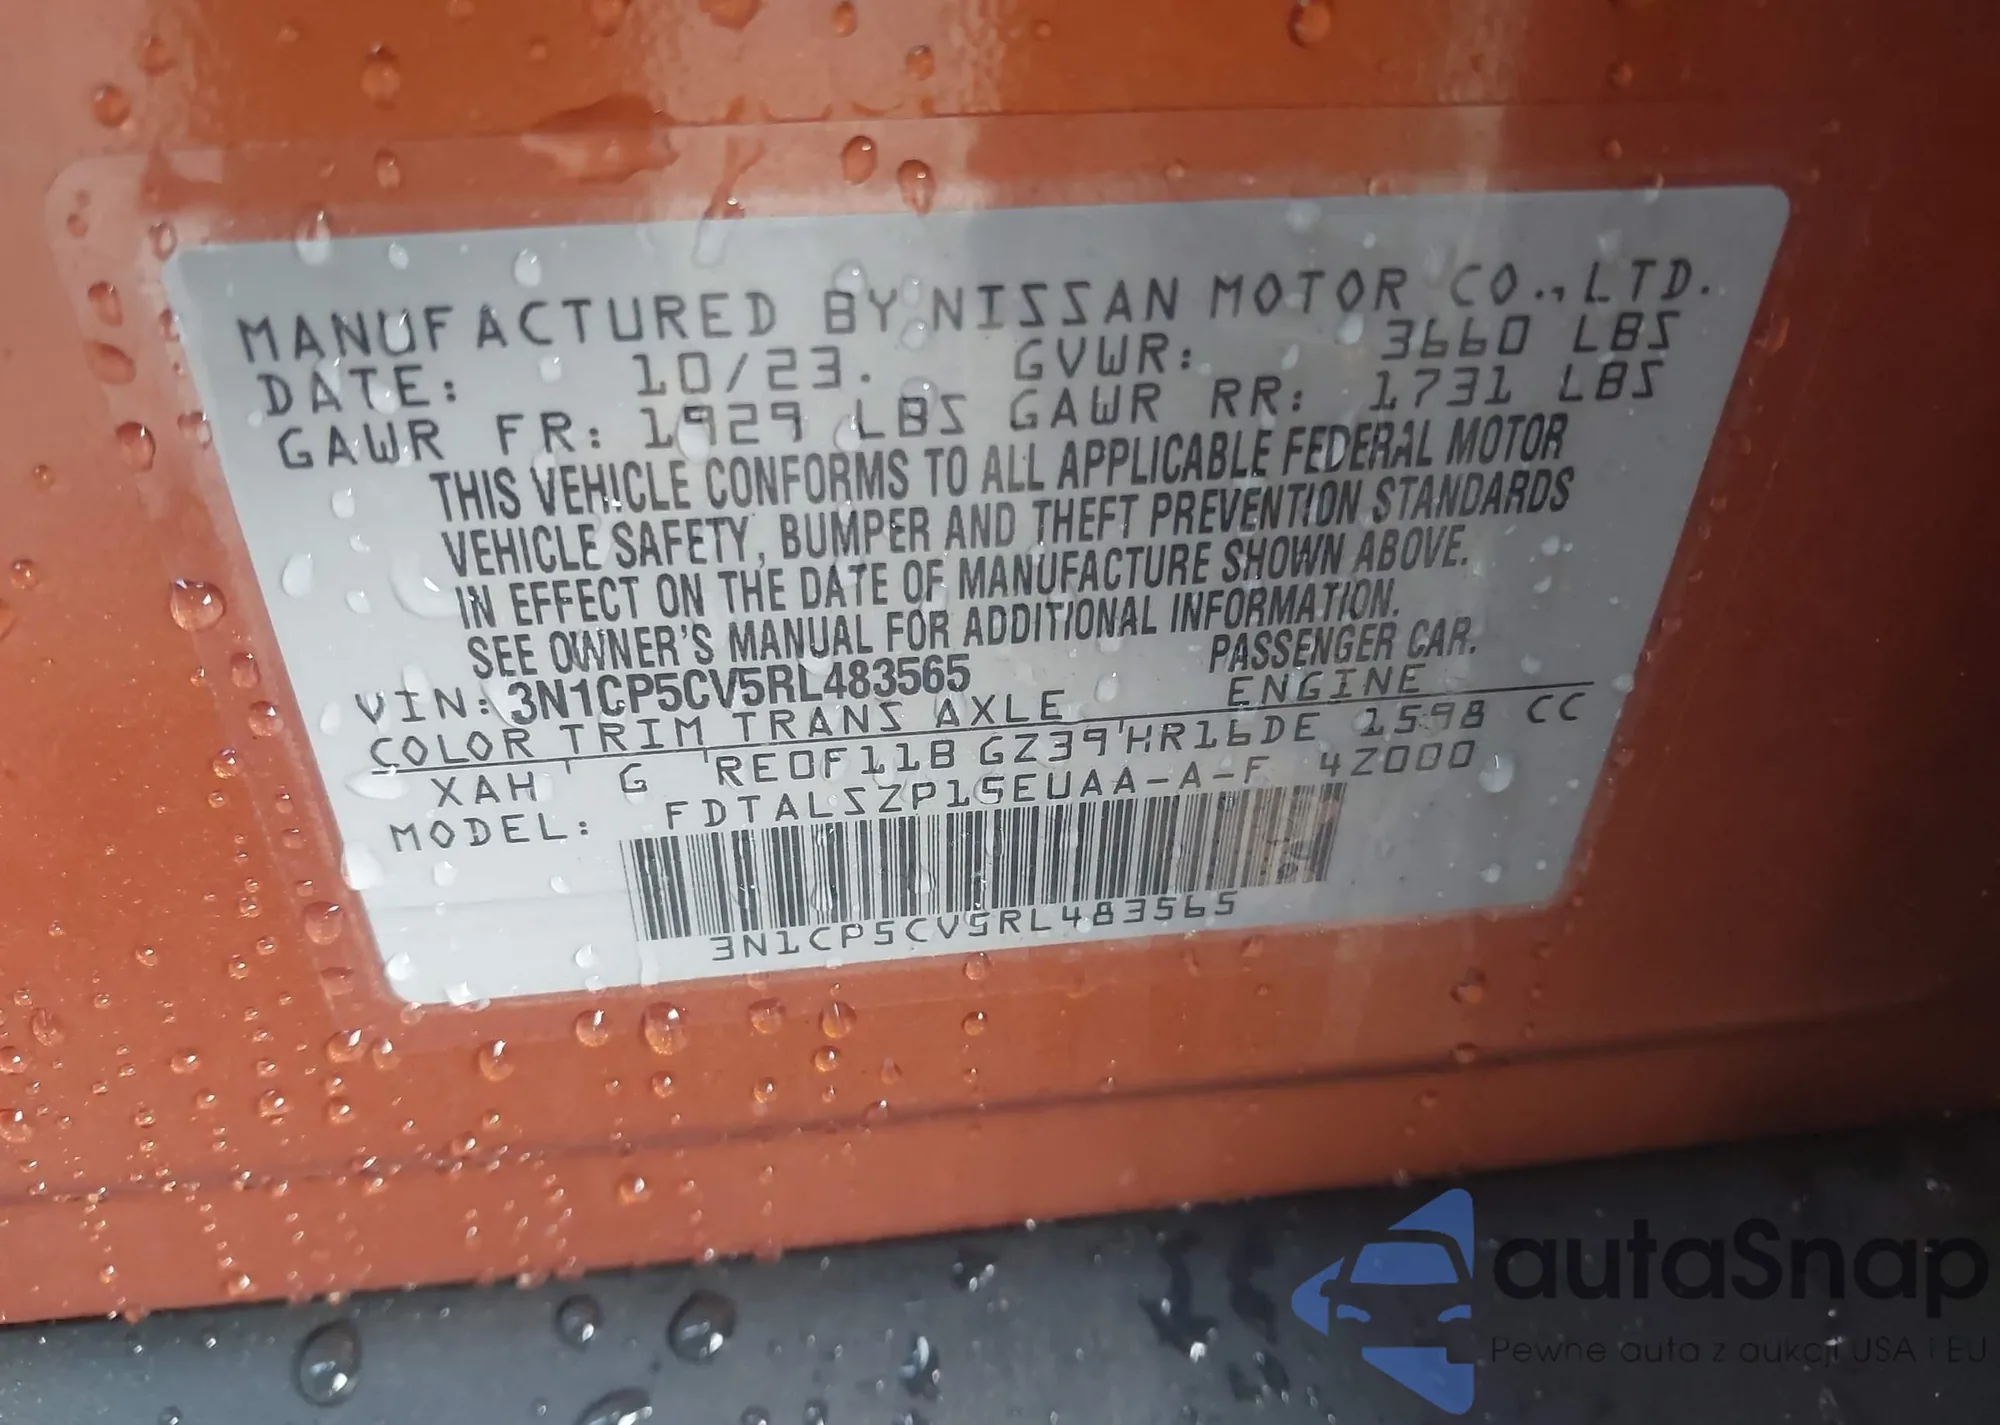 MANUFACTURED BY NISSAN MOTOR CO., LTD.
DATE: 10/23. GVWR: 3660 LBS
GAWR FR: 1929 LBS GAWR RR: 1731 LBS
THIS VEHICLE CONFORMS TO ALL APPLICABLE FEDERAL MOTOR
VEHICLE SAFETY, BUMPER AND THEFT PREVENTION STANDARDS
IN EFFECT ON THE DATE OF MANUFACTURE SHOWN ABOVE.
SEE OWNER'S MANUAL FOR ADDITIONAL INFORMATION.
VIN: 3N1CP5CV5RL483565 PASSENGER CAR.
COLOR TRIM TRANS AXLE ENGINE
XAH G RE0F11B GZ39 HR16DE 1598 CC
MODEL: FDTALSZP15EUAA-A-F 4Z000
3N1CP5CV5RL483565
autaSnap
Pewne auta z aukcji USA i EU